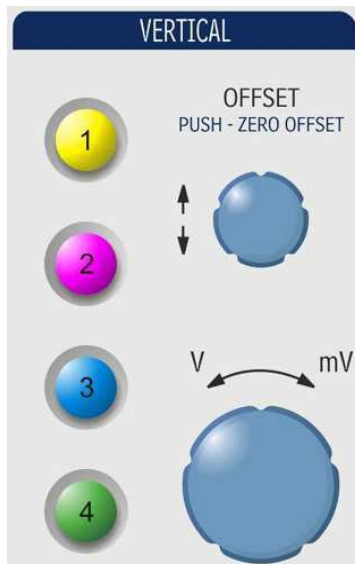 VERTICAL
OFFSET
PUSH - ZERO OFFSET
1
2
3
4
V
mV